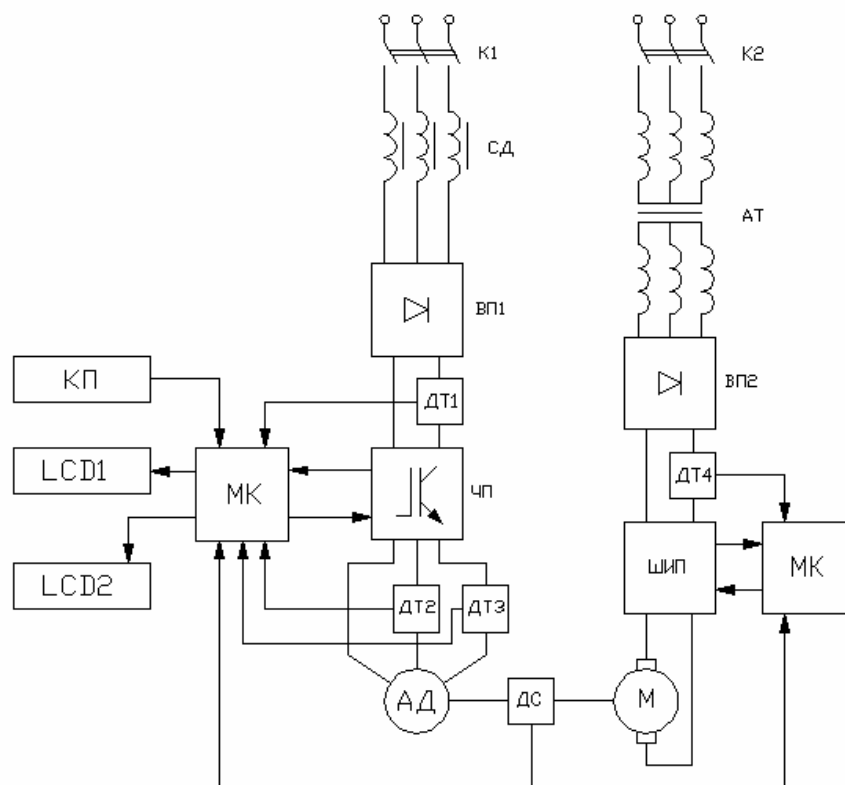 К1
К2
СД
АТ
ВП1
КП
ДТ1
ВП2
LCD1
МК
ЧП
ДТ4
LCD2
ДТ2
ДТ3
ШИП
МК
АД
ДС
М